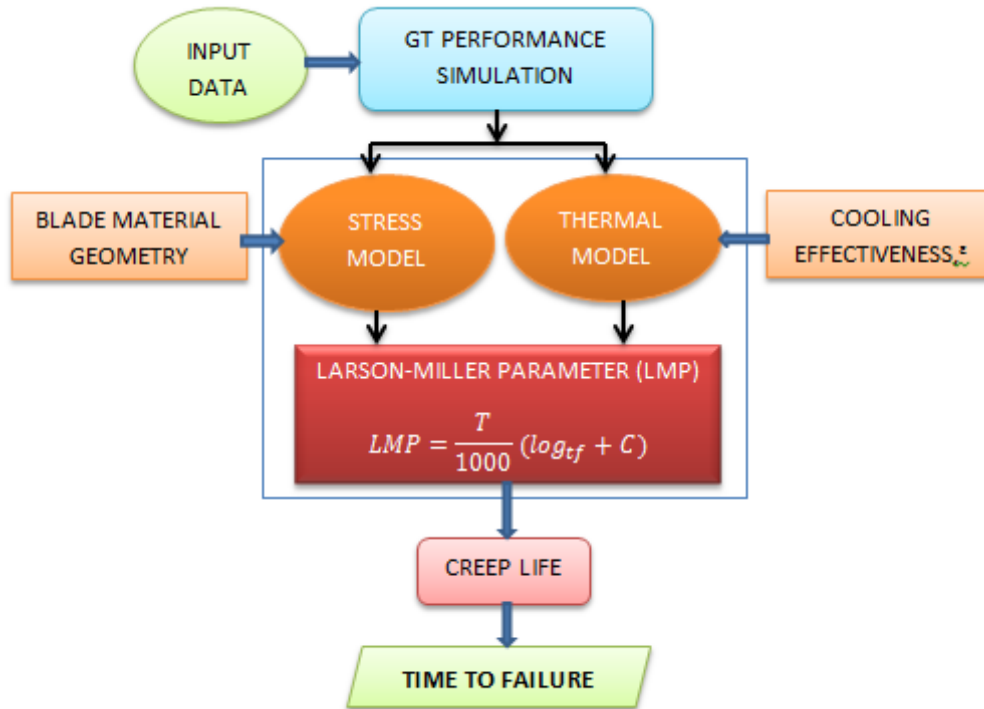 INPUT
DATA
GT PERFORMANCE
SIMULATION
BLADE MATERIAL
GEOMETRY
STRESS
MODEL
THERMAL
MODEL
COOLING
EFFECTIVENESS, ε
LARSON-MILLER PARAMETER (LMP)
LMP = T/1000 (log_tf + C)
CREEP LIFE
TIME TO FAILURE